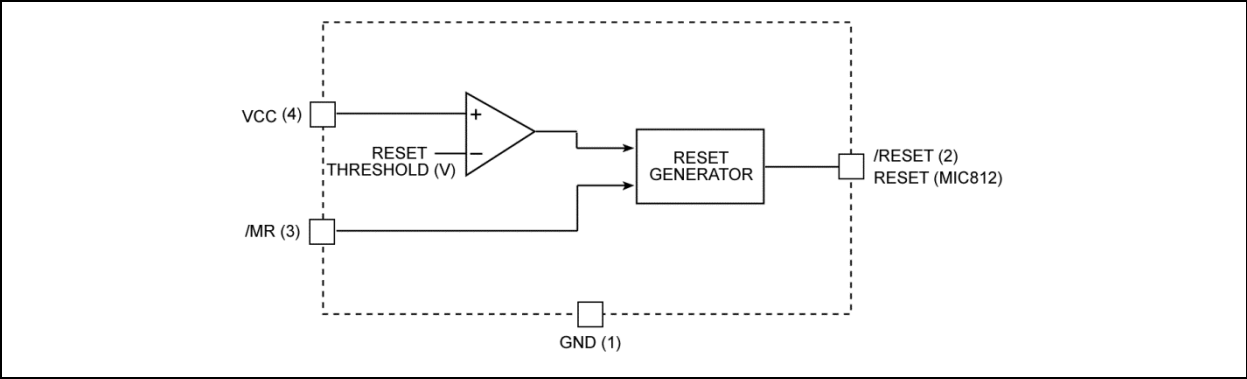 VCC (4)
+
RESET
THRESHOLD (V)
−
RESET
GENERATOR
/RESET (2)
RESET (MIC812)
/MR (3)
GND (1)